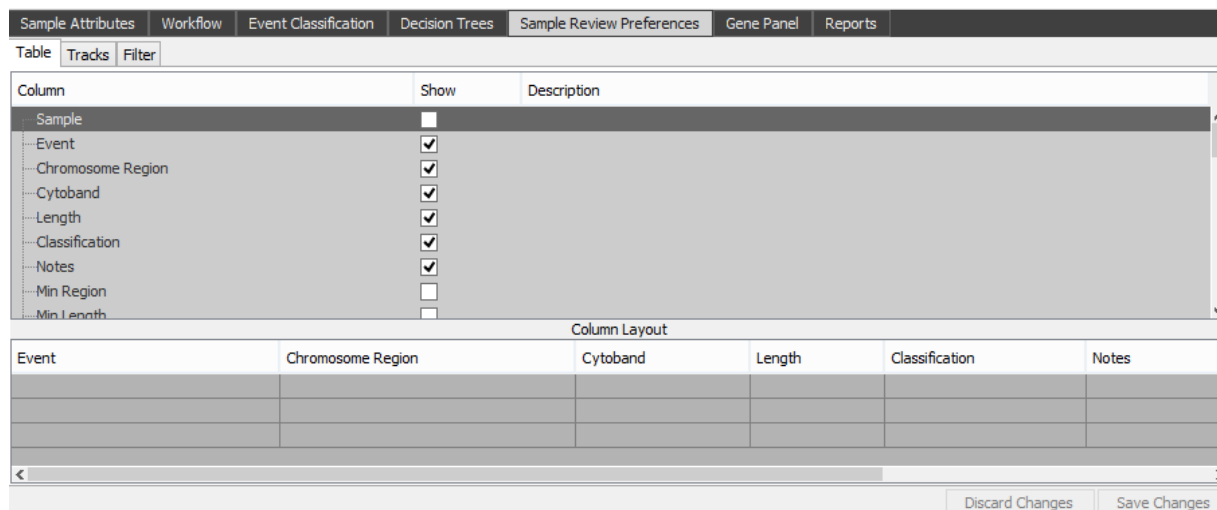 Sample Attributes Workflow Event Classification Decision Trees Sample Review Preferences Gene Panel Reports
Table Tracks Filter
Column Show Description
Sample
Event
Chromosome Region
Cytoband
Length
Classification
Notes
Min Region
Min Length
Column Layout
Event Chromosome Region Cytoband Length Classification Notes
Discard Changes Save Changes